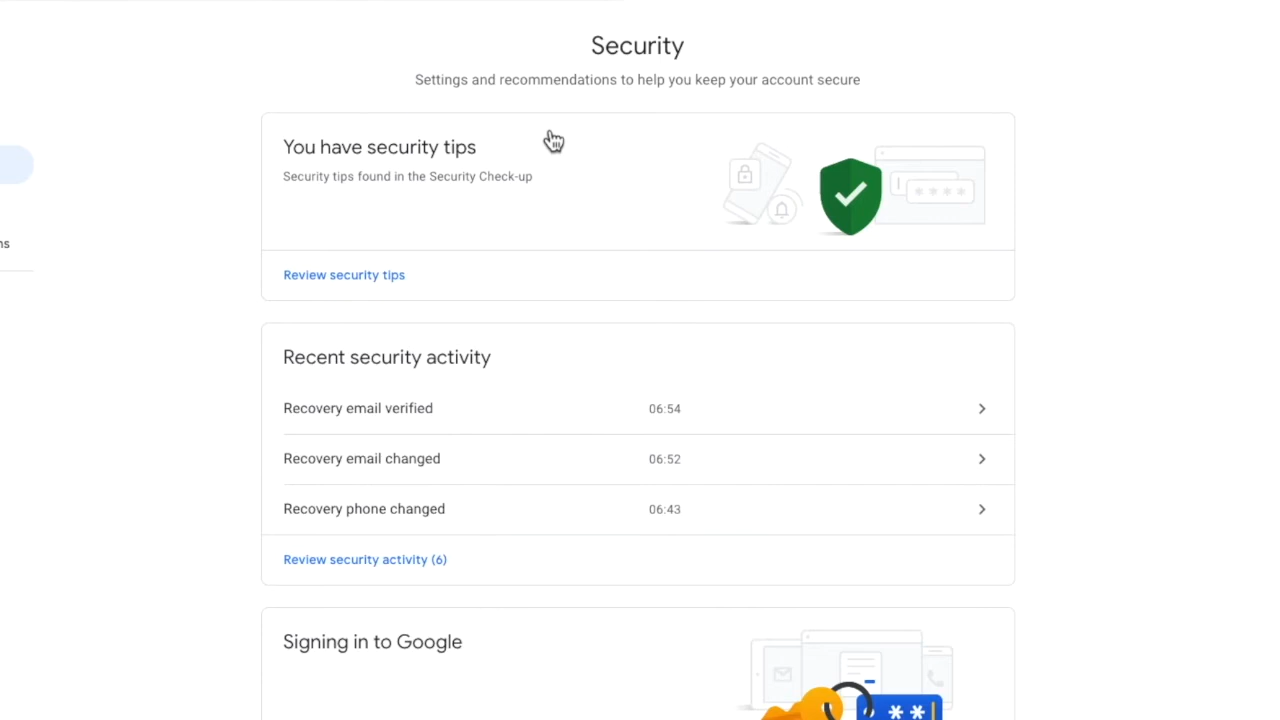 Security
Settings and recommendations to help you keep your account secure
You have security tips
Security tips found in the Security Check-up
Review security tips
ns
Recent security activity
Recovery email verified 06:54
Recovery email changed 06:52
Recovery phone changed 06:43
Review security activity (6)
Signing in to Google